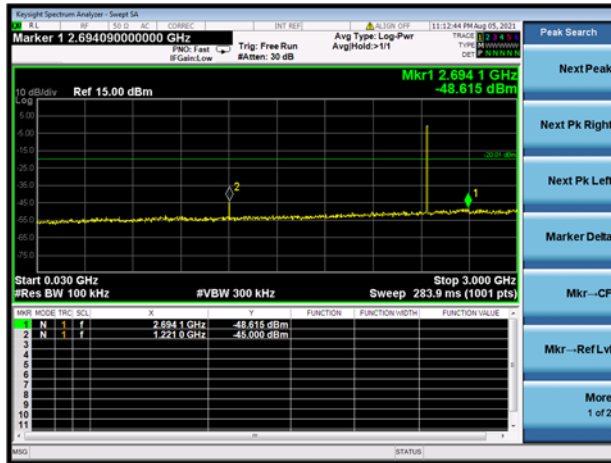 Keysight Spectrum Analyzer - Swept SA
R L RF 50 Ω AC CORREC INT REF ALIGN OFF 11:12:44 PM Aug 05, 2021
Marker 1 2.694090000000 GHz
PNO: Fast
IFGain:Low
Trig: Free Run
#Atten: 30 dB
Avg Type: Log-Pwr
Avg|Hold:>1/1
TRACE 1 2 3 4 5 6
TYPE M W W W W W
DET P N N N N N
Mkr1 2.694 1 GHz
-48.615 dBm
10 dB/div Ref 15.00 dBm
Log
5.00
-5.00
-15.0
-20.01 dBm
-25.0
-35.0
-45.0
-55.0
-65.0
-75.0
2
1
Start 0.030 GHz Stop 3.000 GHz
#Res BW 100 kHz #VBW 300 kHz Sweep 283.9 ms (1001 pts)
MKR MODE TRC SCL X Y FUNCTION FUNCTION WIDTH FUNCTION VALUE
1 N 1 f 2.694 1 GHz -48.615 dBm
2 N 1 f 1.221 0 GHz -45.000 dBm
3
4
5
6
7
8
9
10
11
MSG STATUS
Peak Search
Next Peak
Next Pk Right
Next Pk Left
Marker Delta
Mkr→CF
Mkr→Ref Lvl
More
1 of 2